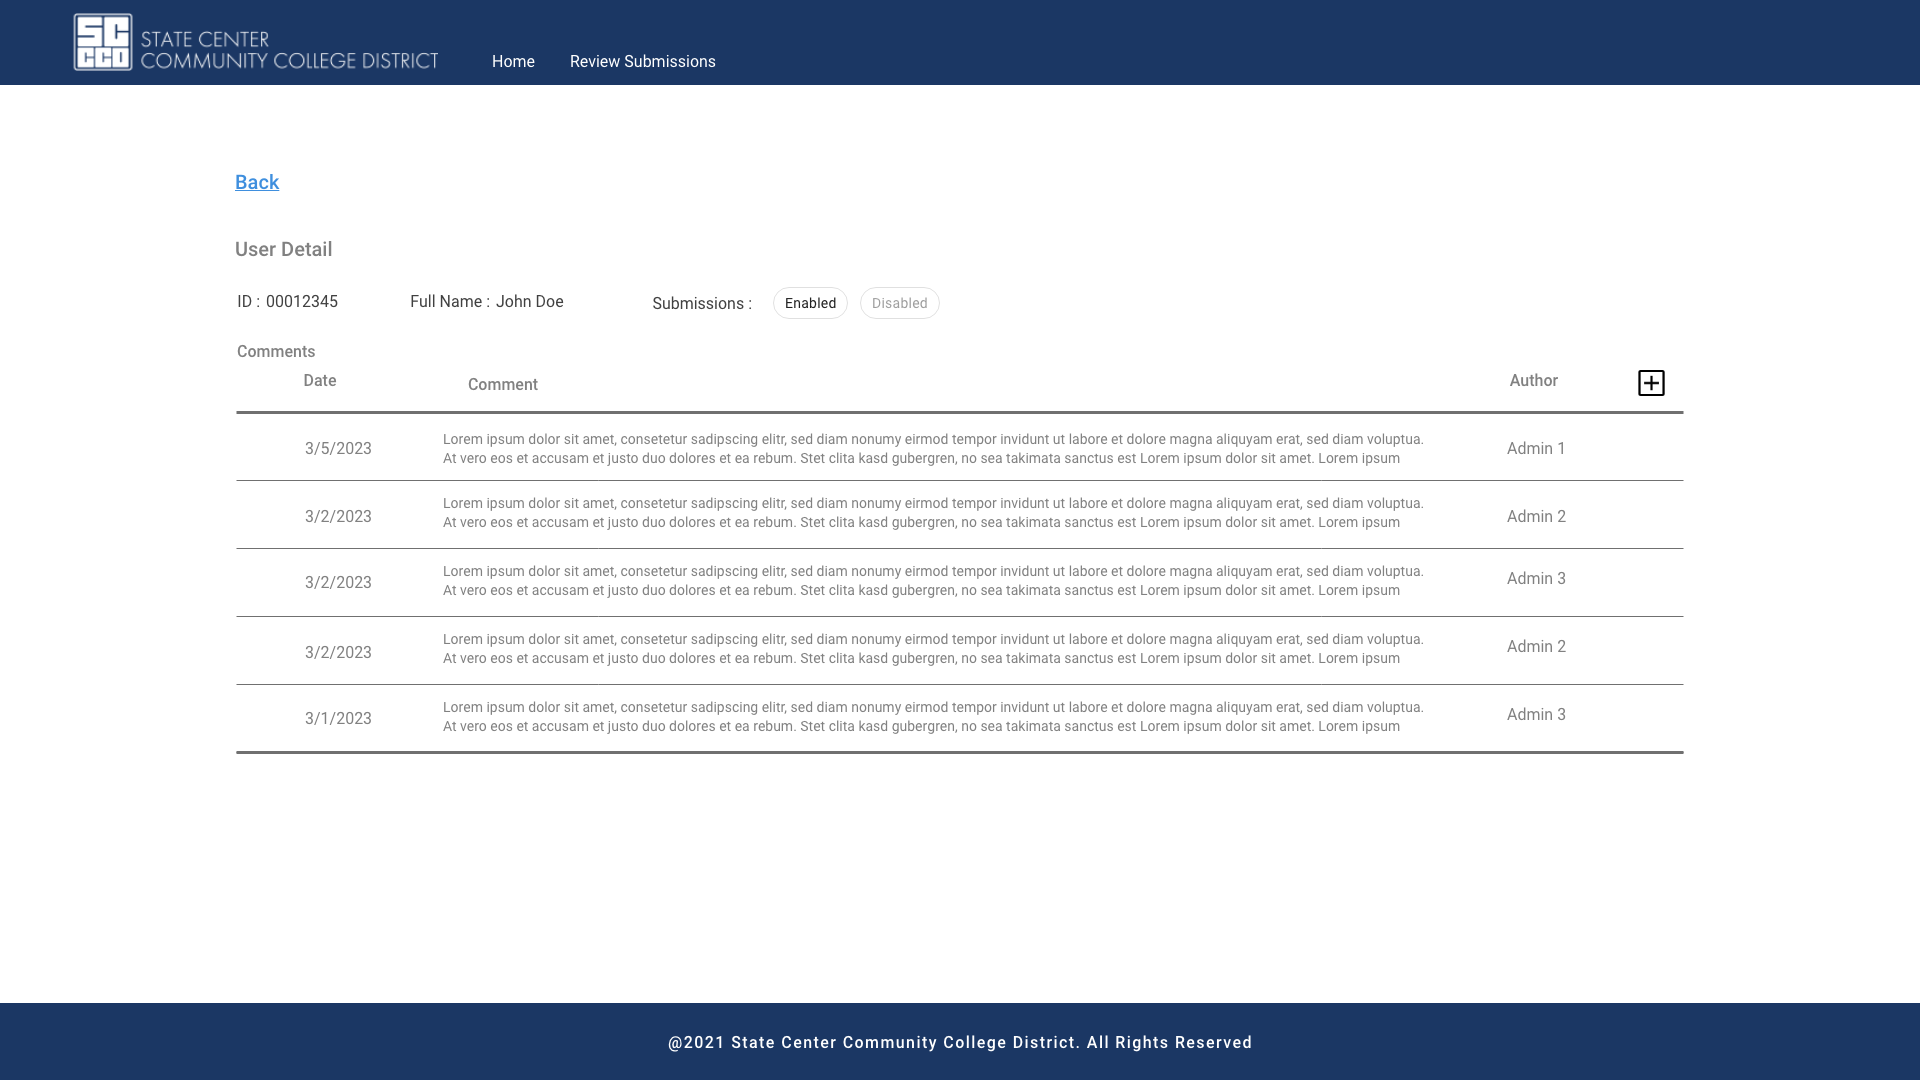 SC
CCD
STATE CENTER
COMMUNITY COLLEGE DISTRICT
Home
Review Submissions
Back
User Detail
ID : 00012345
Full Name : John Doe
Submissions :
Enabled
Disabled
Comments
Date
Comment
Author
3/5/2023
Lorem ipsum dolor sit amet, consetetur sadipscing elitr, sed diam nonumy eirmod tempor invidunt ut labore et dolore magna aliquyam erat, sed diam voluptua.
At vero eos et accusam et justo duo dolores et ea rebum. Stet clita kasd gubergren, no sea takimata sanctus est Lorem ipsum dolor sit amet. Lorem ipsum
Admin 1
3/2/2023
Lorem ipsum dolor sit amet, consetetur sadipscing elitr, sed diam nonumy eirmod tempor invidunt ut labore et dolore magna aliquyam erat, sed diam voluptua.
At vero eos et accusam et justo duo dolores et ea rebum. Stet clita kasd gubergren, no sea takimata sanctus est Lorem ipsum dolor sit amet. Lorem ipsum
Admin 2
3/2/2023
Lorem ipsum dolor sit amet, consetetur sadipscing elitr, sed diam nonumy eirmod tempor invidunt ut labore et dolore magna aliquyam erat, sed diam voluptua.
At vero eos et accusam et justo duo dolores et ea rebum. Stet clita kasd gubergren, no sea takimata sanctus est Lorem ipsum dolor sit amet. Lorem ipsum
Admin 3
3/2/2023
Lorem ipsum dolor sit amet, consetetur sadipscing elitr, sed diam nonumy eirmod tempor invidunt ut labore et dolore magna aliquyam erat, sed diam voluptua.
At vero eos et accusam et justo duo dolores et ea rebum. Stet clita kasd gubergren, no sea takimata sanctus est Lorem ipsum dolor sit amet. Lorem ipsum
Admin 2
3/1/2023
Lorem ipsum dolor sit amet, consetetur sadipscing elitr, sed diam nonumy eirmod tempor invidunt ut labore et dolore magna aliquyam erat, sed diam voluptua.
At vero eos et accusam et justo duo dolores et ea rebum. Stet clita kasd gubergren, no sea takimata sanctus est Lorem ipsum dolor sit amet. Lorem ipsum
Admin 3
@2021 State Center Community College District. All Rights Reserved